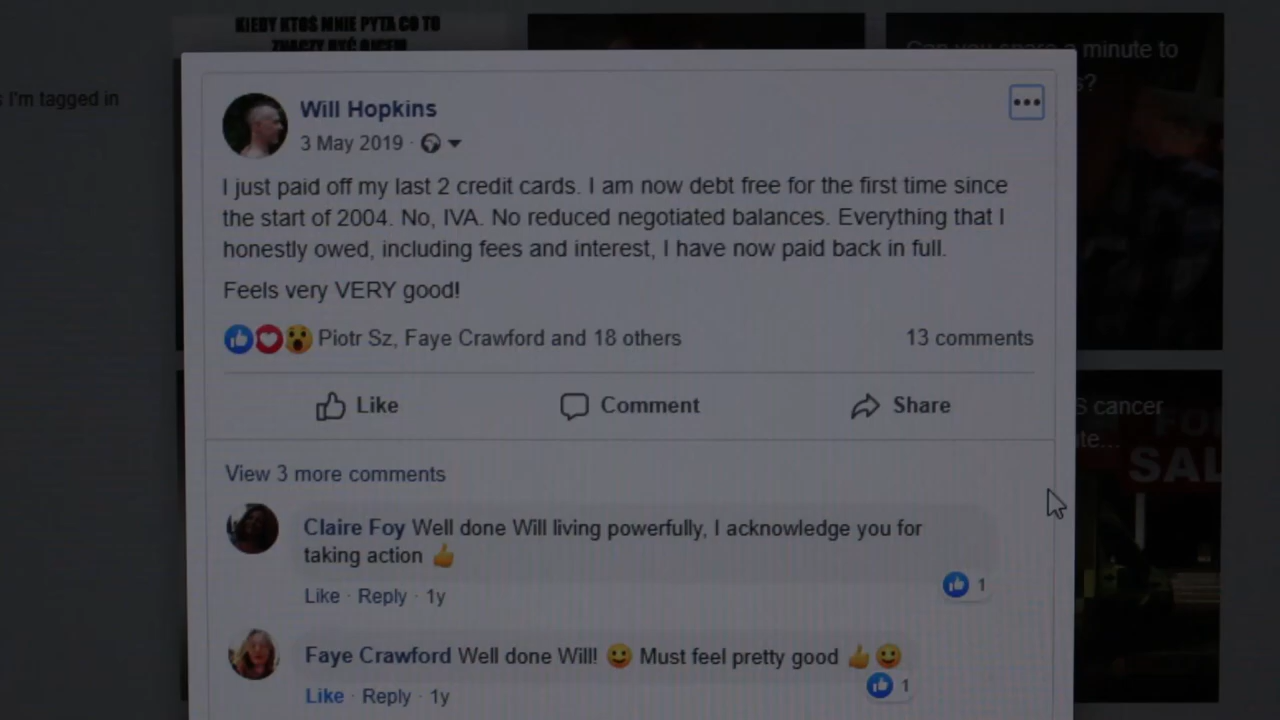 KIEDY KTOŚ MNIE PYTA CO TO
ZNACZY BYĆ OJCEM
Can you spare a minute to
s?
s I'm tagged in
Will Hopkins
3 May 2019 ·
I just paid off my last 2 credit cards. I am now debt free for the first time since
the start of 2004. No, IVA. No reduced negotiated balances. Everything that I
honestly owed, including fees and interest, I have now paid back in full.
Feels very VERY good!
Piotr Sz, Faye Crawford and 18 others
13 comments
Like
Comment
Share
S cancer
te...
FO
SAL
View 3 more comments
Claire Foy Well done Will living powerfully, I acknowledge you for
taking action 👍
1
Like · Reply · 1y
Faye Crawford Well done Will! 😀 Must feel pretty good 👍😀
1
Like · Reply · 1y